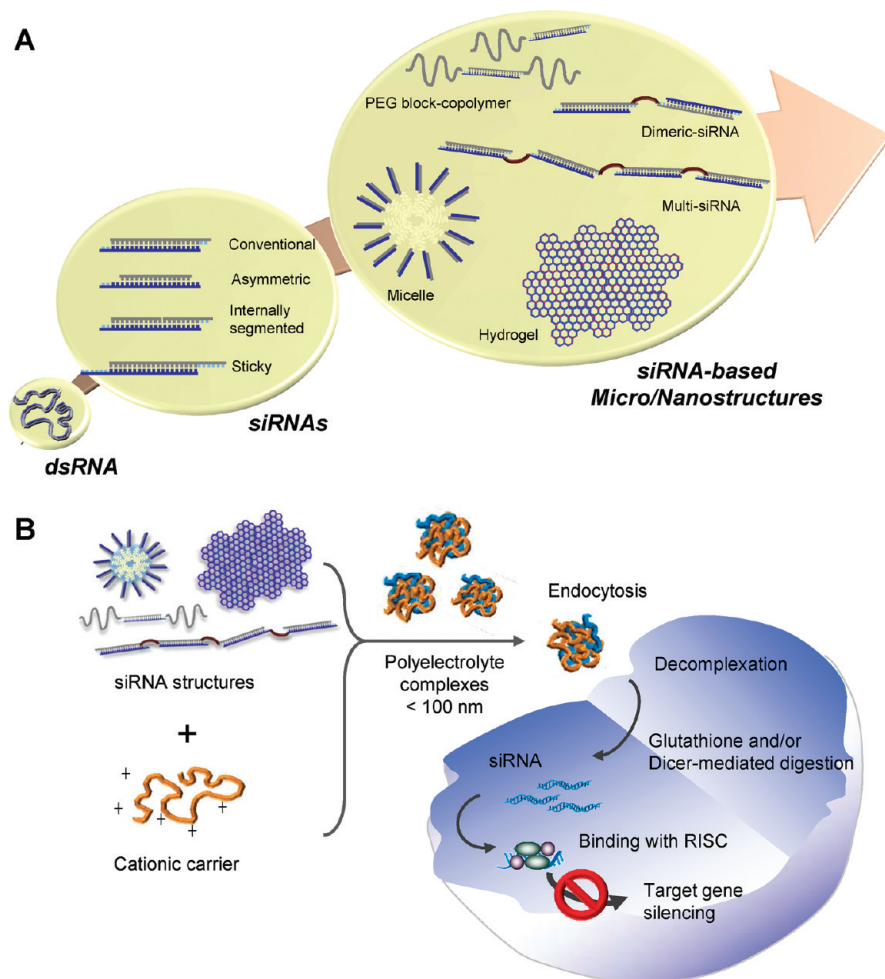 A
PEG block-copolymer
Dimeric-siRNA
Multi-siRNA
Micelle
Hydrogel
Conventional
Asymmetric
Internally
segmented
Sticky
siRNA-based
Micro/Nanostructures
siRNAs
dsRNA
B
siRNA structures
+
Cationic carrier
+
+
+
+
+
Polyelectrolyte
complexes
< 100 nm
Endocytosis
Decomplexation
Glutathione and/or
Dicer-mediated digestion
siRNA
Binding with RISC
Target gene
silencing